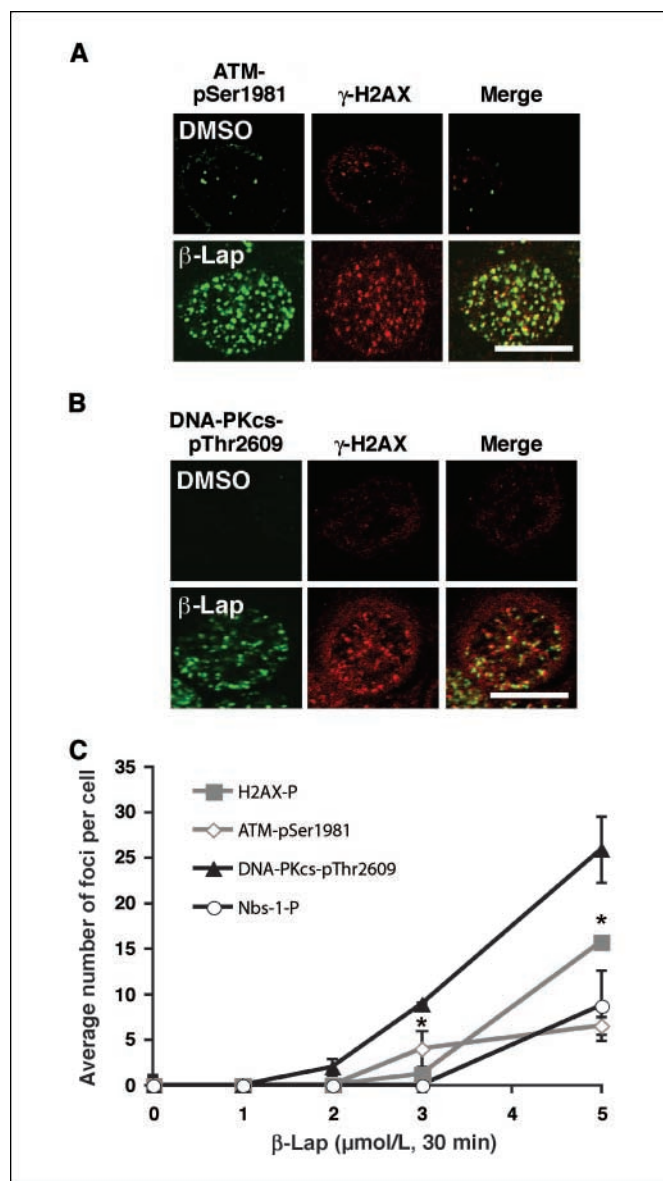 A
ATM-
pSer1981
γ-H2AX
Merge
DMSO
β-Lap
B
DNA-PKcs-
pThr2609
γ-H2AX
Merge
DMSO
β-Lap
C
Average number of foci per cell
35
30
25
20
15
10
5
0
H2AX-P
ATM-pSer1981
DNA-PKcs-pThr2609
Nbs-1-P
*
*
0 1 2 3 4 5
β-Lap (μmol/L, 30 min)